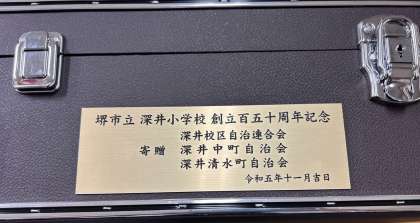 堺市立 深井小学校 創立百五十周年記念
深井校区自治連合会
寄贈 深井中町自治会
深井清水町自治会
令和五年十一月吉日